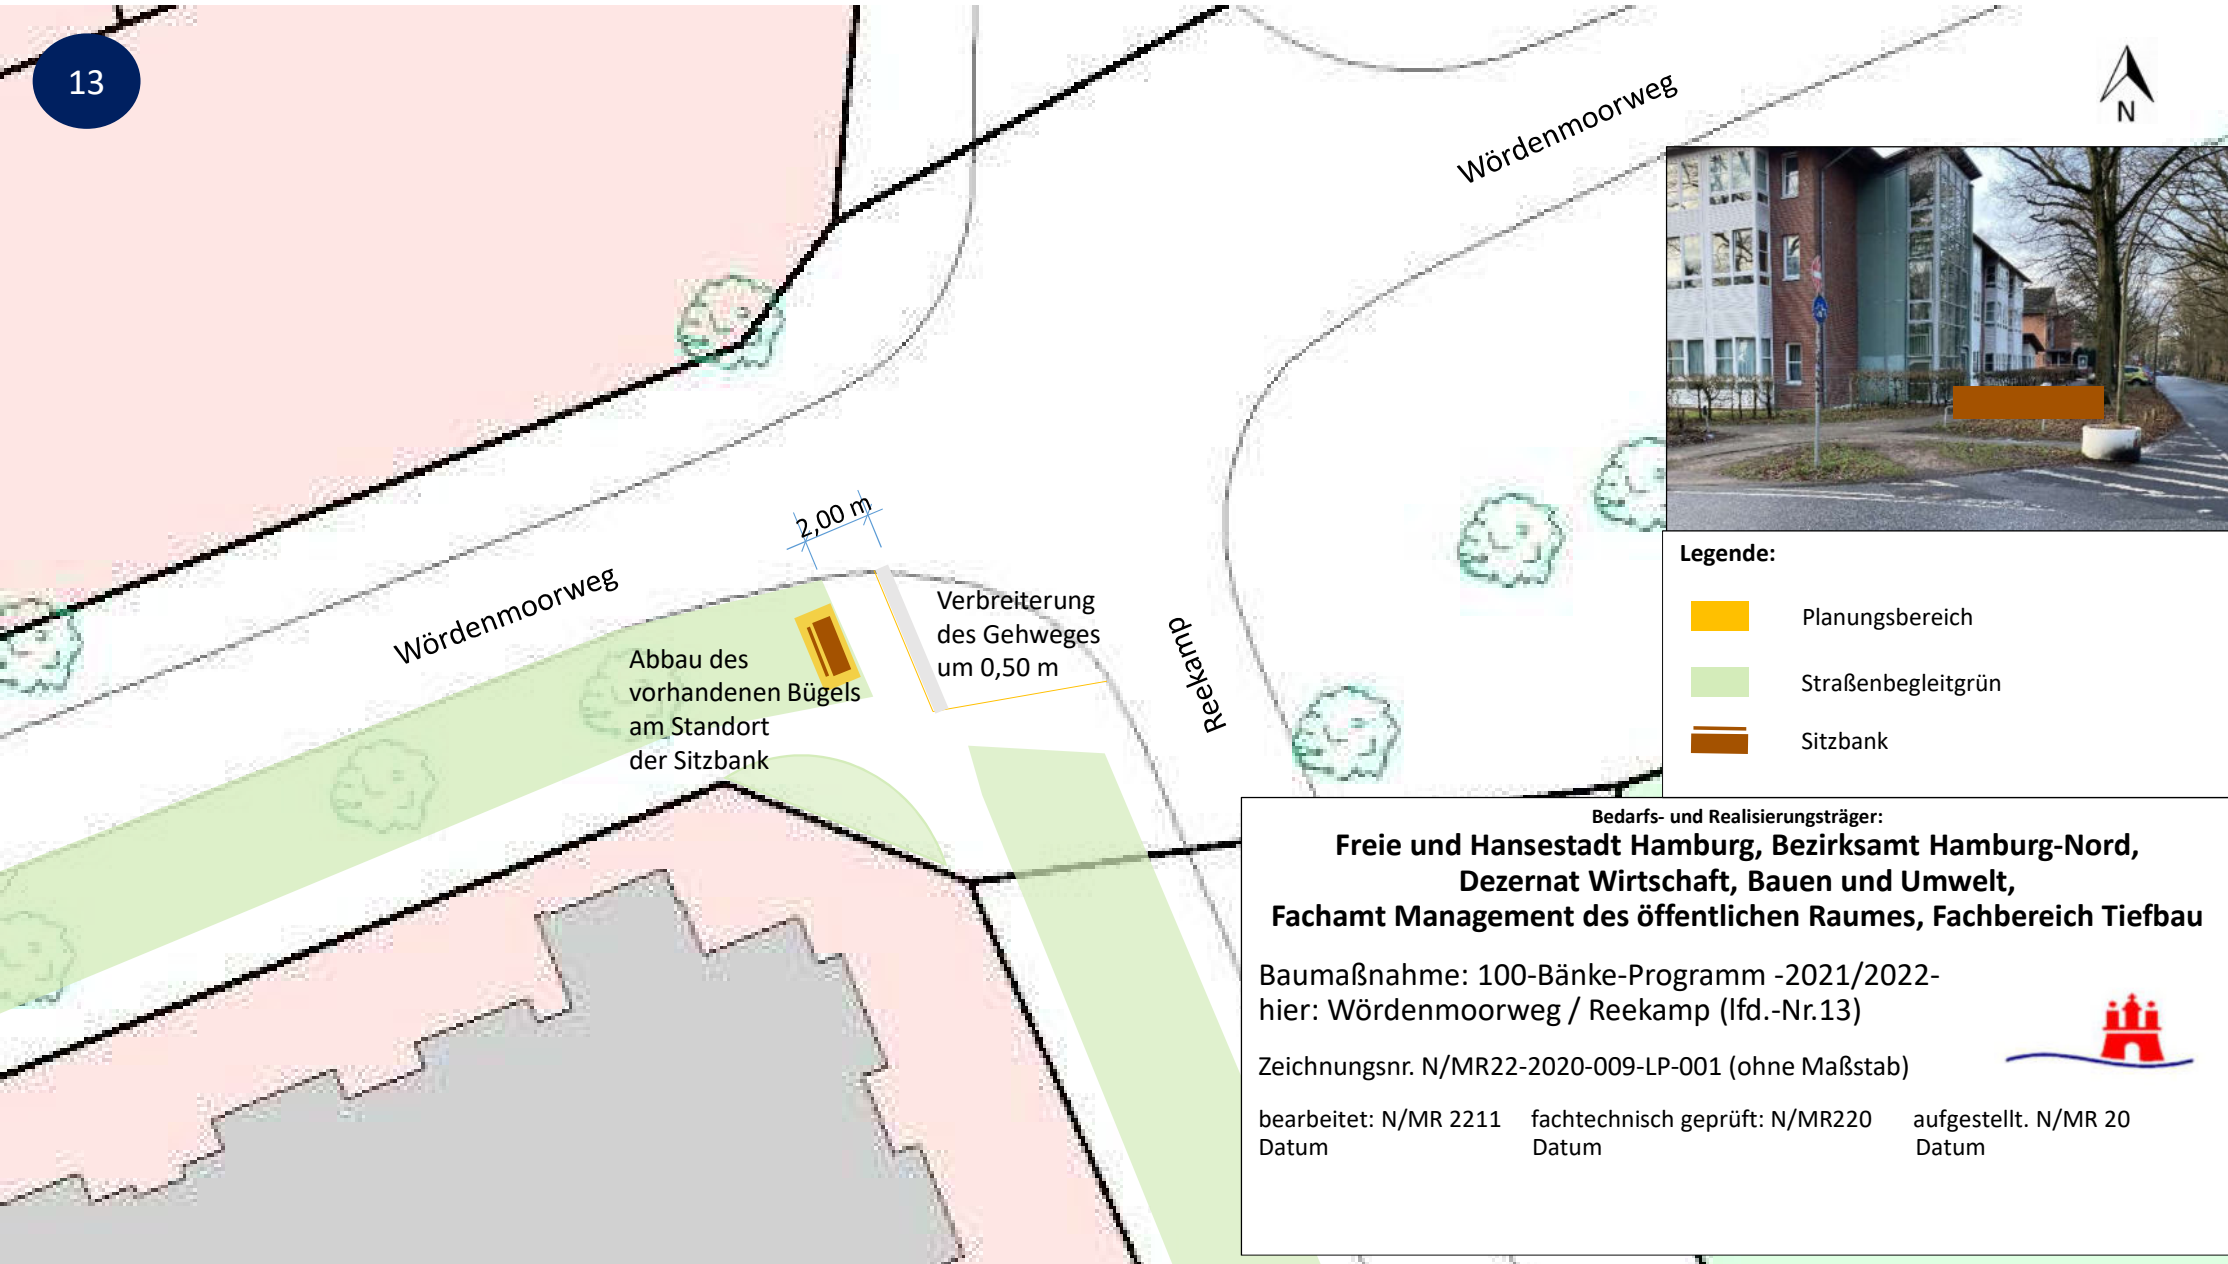 13
N
Wördenmoorweg
2,00 m
Wördenmoorweg
Verbreiterung
des Gehweges
um 0,50 m
Reekamp
Abbau des
vorhandenen Bügels
am Standort
der Sitzbank
Legende:
Planungsbereich
Straßenbegleitgrün
Sitzbank
Bedarfs- und Realisierungsträger:
Freie und Hansestadt Hamburg, Bezirksamt Hamburg-Nord,
Dezernat Wirtschaft, Bauen und Umwelt,
Fachamt Management des öffentlichen Raumes, Fachbereich Tiefbau
Baumaßnahme: 100-Bänke-Programm -2021/2022-
hier: Wördenmoorweg / Reekamp (lfd.-Nr.13)
Zeichnungsnr. N/MR22-2020-009-LP-001 (ohne Maßstab)
bearbeitet: N/MR 2211 fachtechnisch geprüft: N/MR220 aufgestellt. N/MR 20
Datum Datum Datum